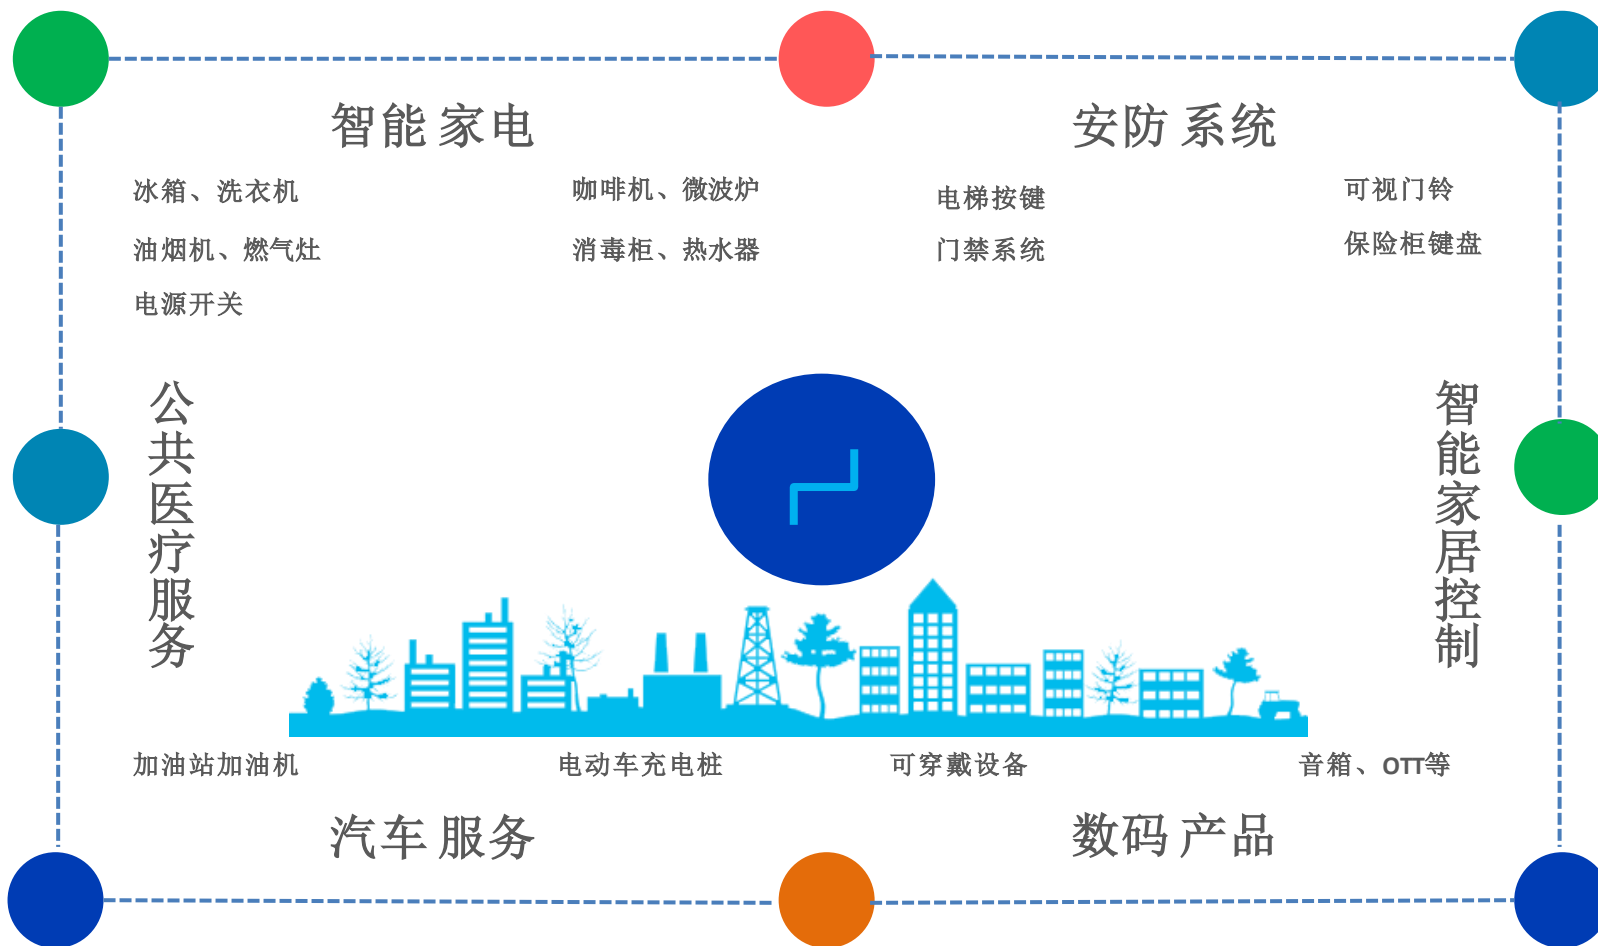 智能家电
安防系统
冰箱、洗衣机
咖啡机、微波炉
电梯按键
可视门铃
油烟机、燃气灶
消毒柜、热水器
门禁系统
保险柜键盘
电源开关
公共医疗服务
智能家居控制
加油站加油机
电动车充电桩
可穿戴设备
音箱、OTT等
汽车服务
数码产品